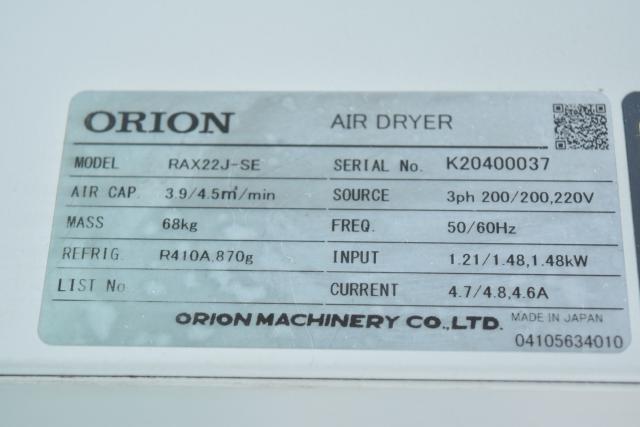 ORION AIR DRYER
MODEL RAX22J-SE SERIAL No. K20400037
AIR CAP. 3.9/4.5㎥/min SOURCE 3ph 200/200,220V
MASS 68kg FREQ. 50/60Hz
REFRIG. R410A,870g INPUT 1.21/1.48,1.48kW
LIST No CURRENT 4.7/4.8,4.6A
ORION MACHINERY CO.,LTD. MADE IN JAPAN
04105634010